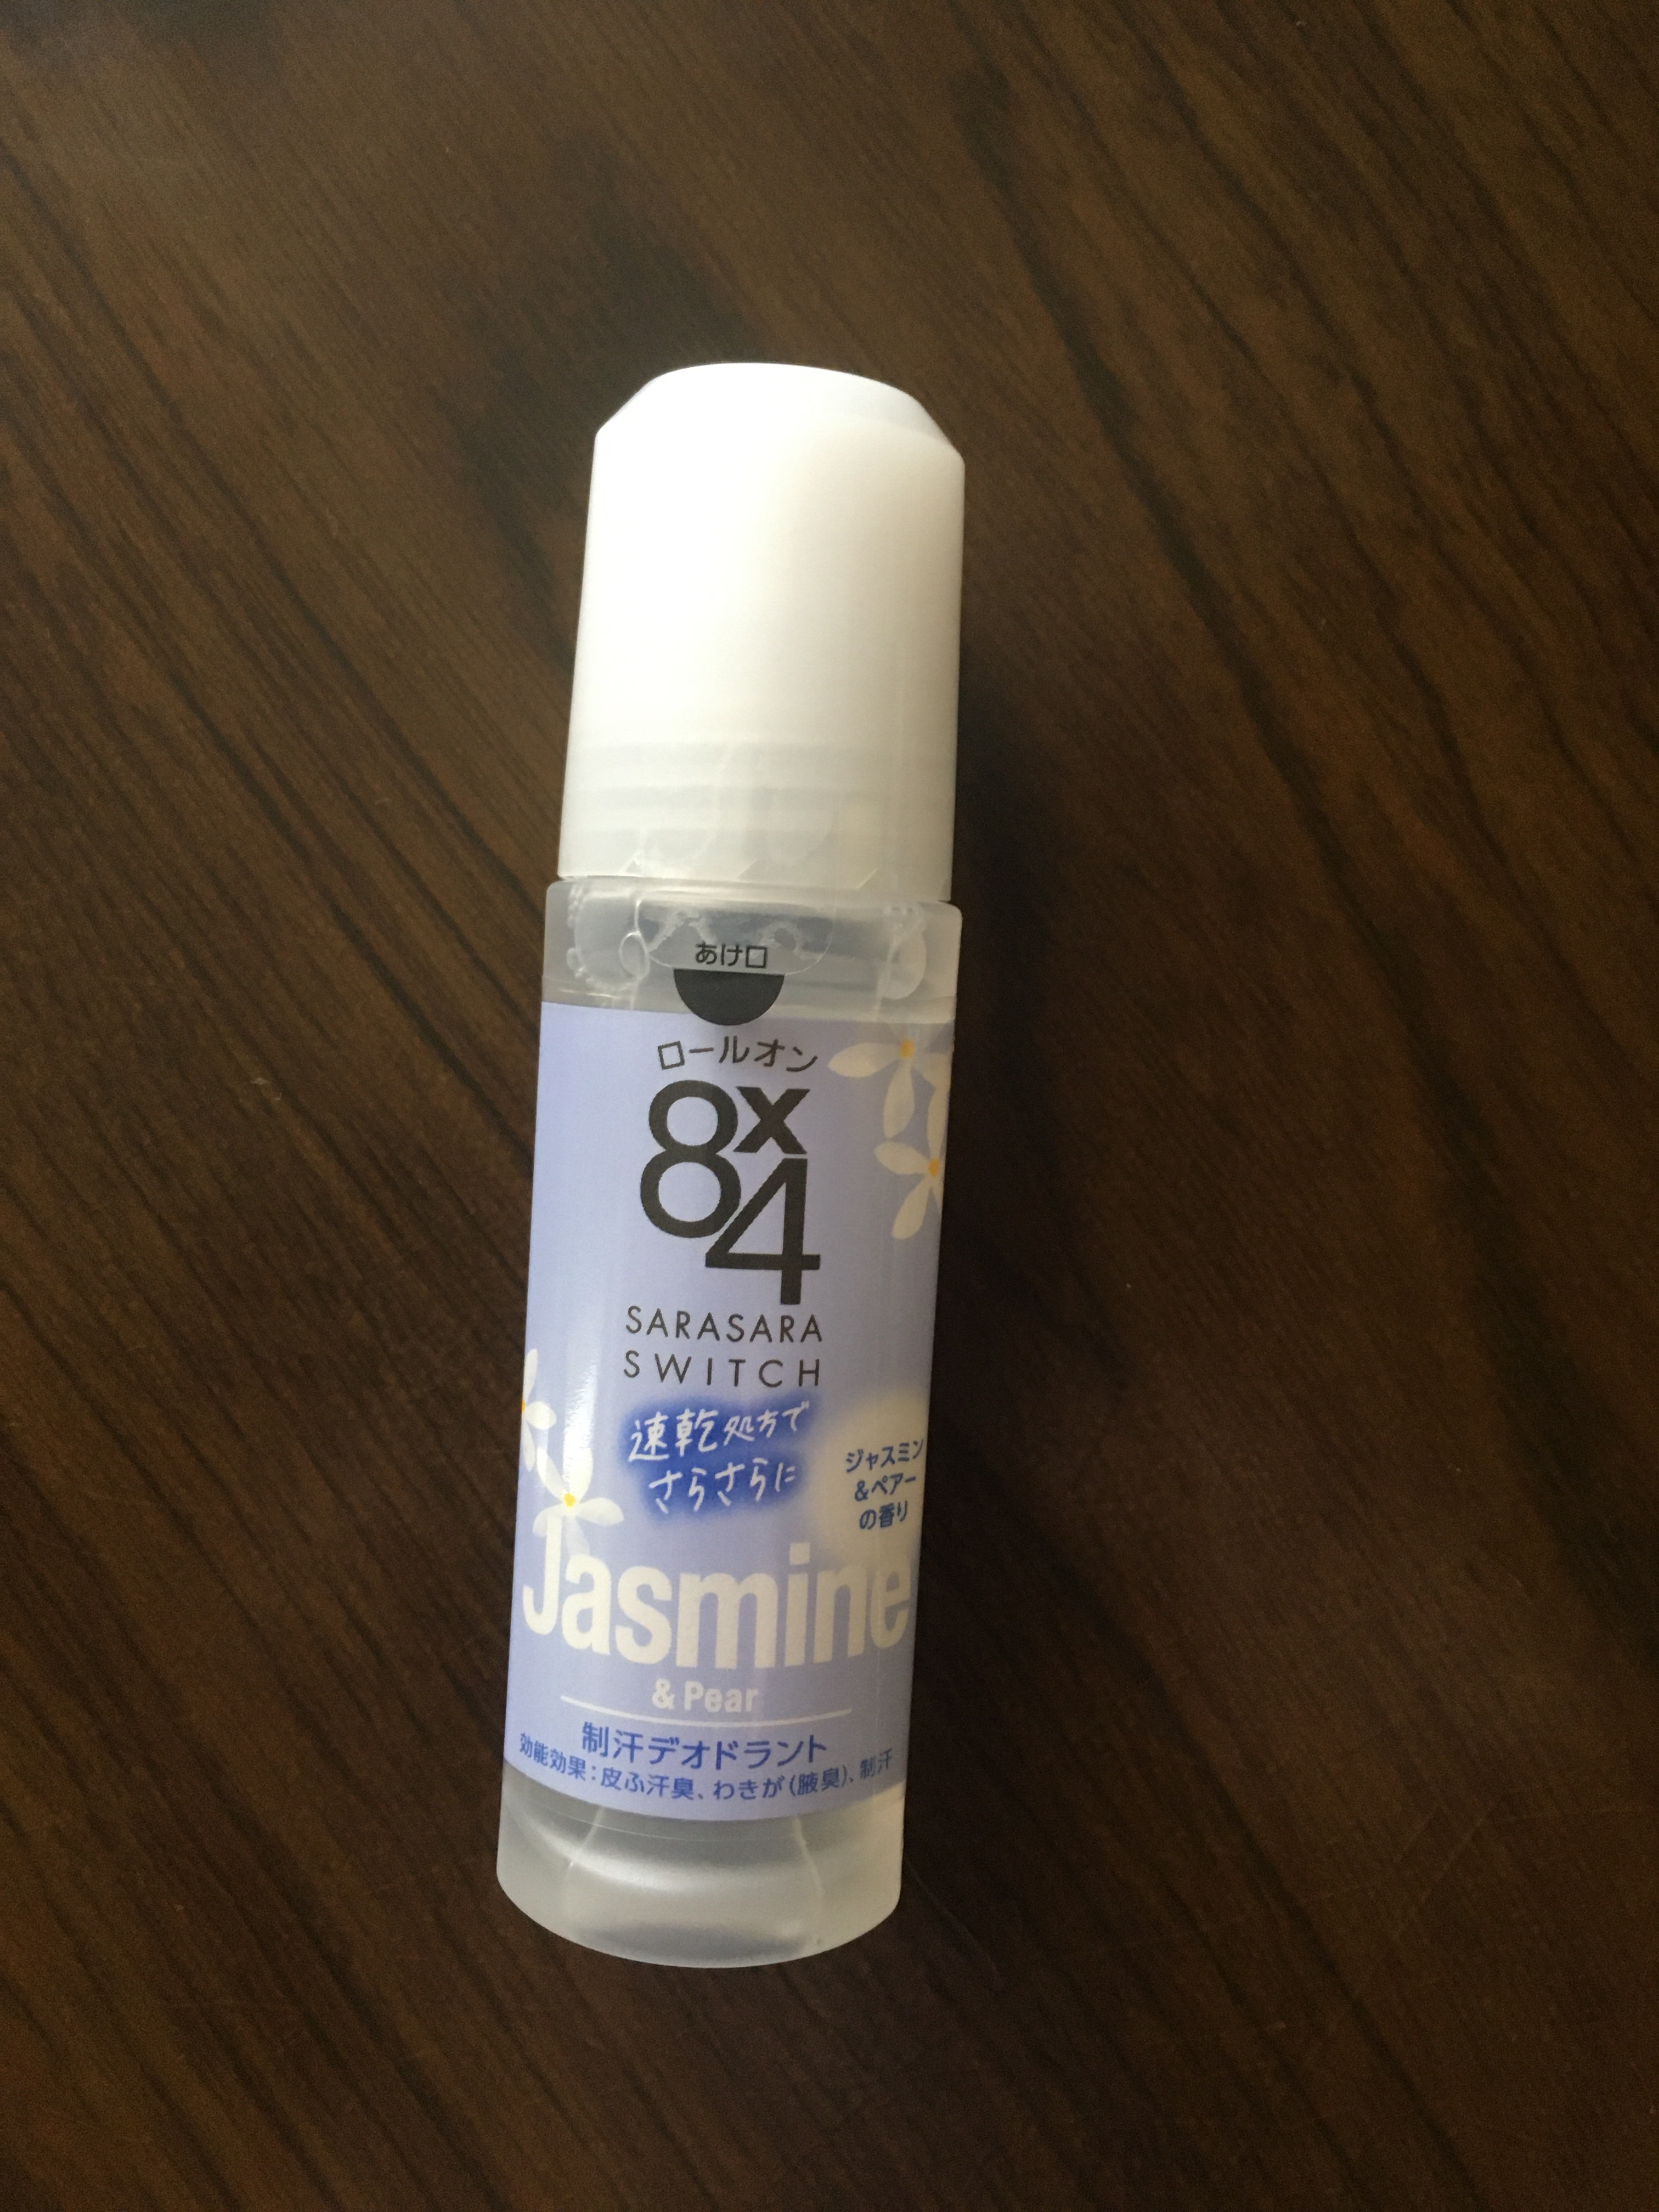 あけ口
ロールオン
8x4
SARASARA
SWITCH
速乾処方で
さらさらに
ジャスミン
&ペアー
の香り
Jasmine
& Pear
制汗デオドラント
効能効果：皮ふ汗臭、わきが(腋臭)、制汗